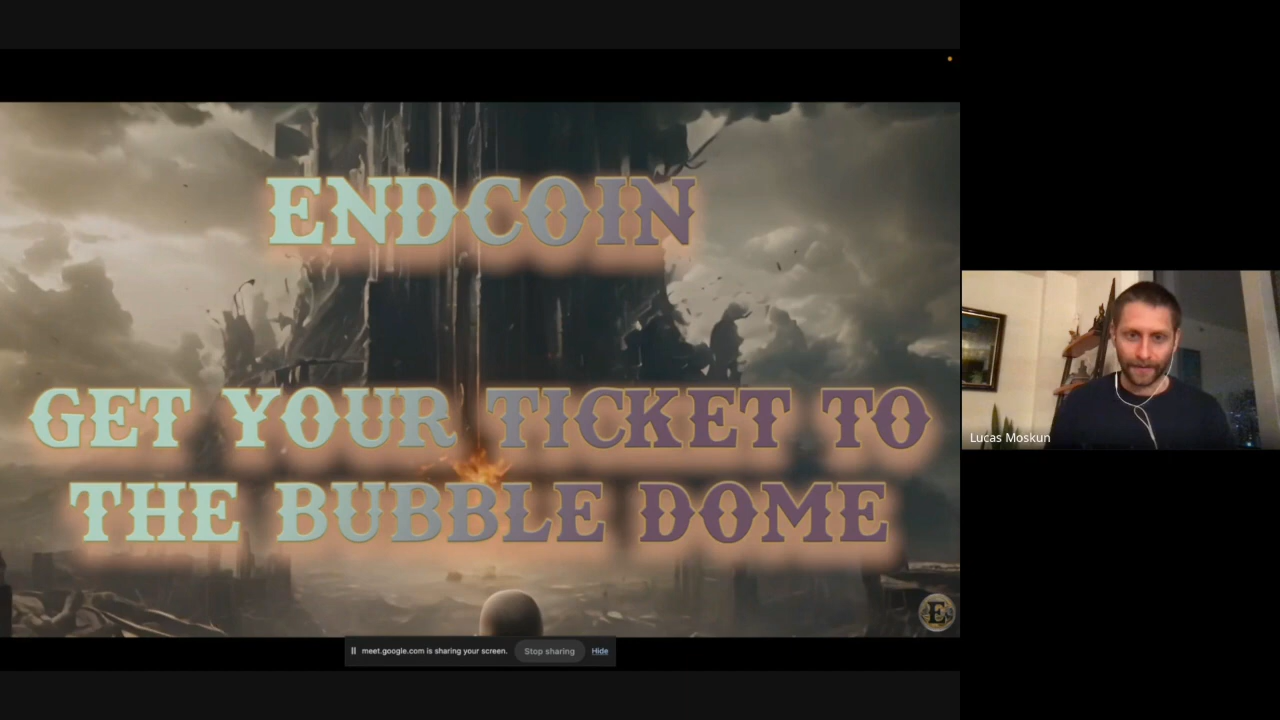 ENDCOIN
GET YOUR TICKET TO
THE BUBBLE DOME
E
meet.google.com is sharing your screen. Stop sharing Hide
Lucas Moskun